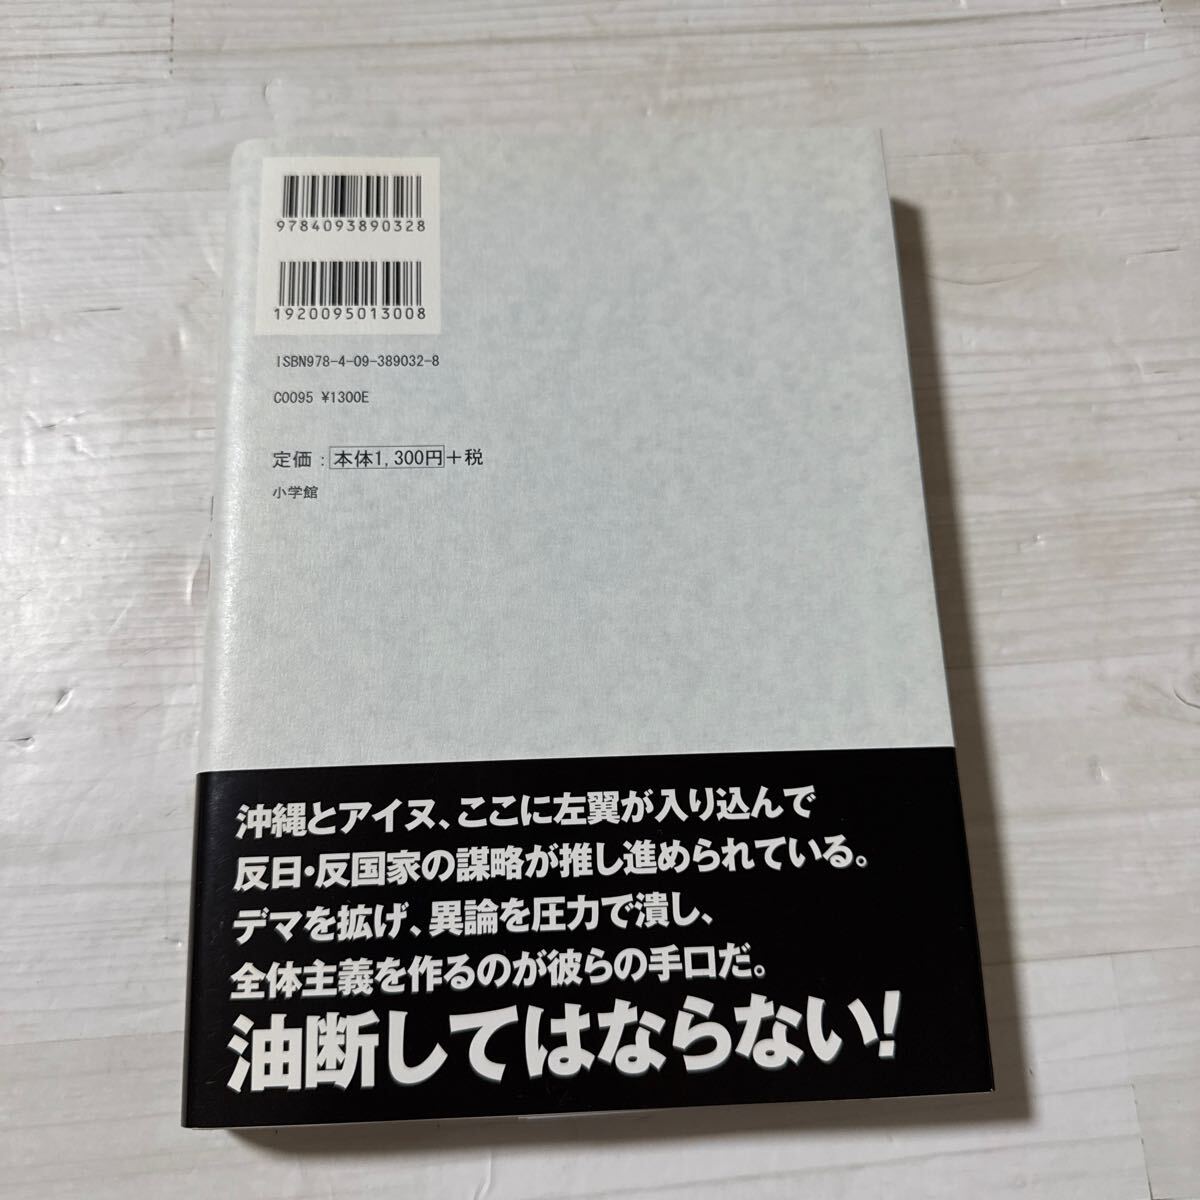 9784093890328
1920095013008
ISBN978-4-09-389032-8
C0095 ¥1300E
定価：本体1,300円+税
小学館
沖縄とアイヌ、ここに左翼が入り込んで
反日・反国家の謀略が推し進められている。
デマを拡げ、異論を圧力で潰し、
全体主義を作るのが彼らの手口だ。
油断してはならない！